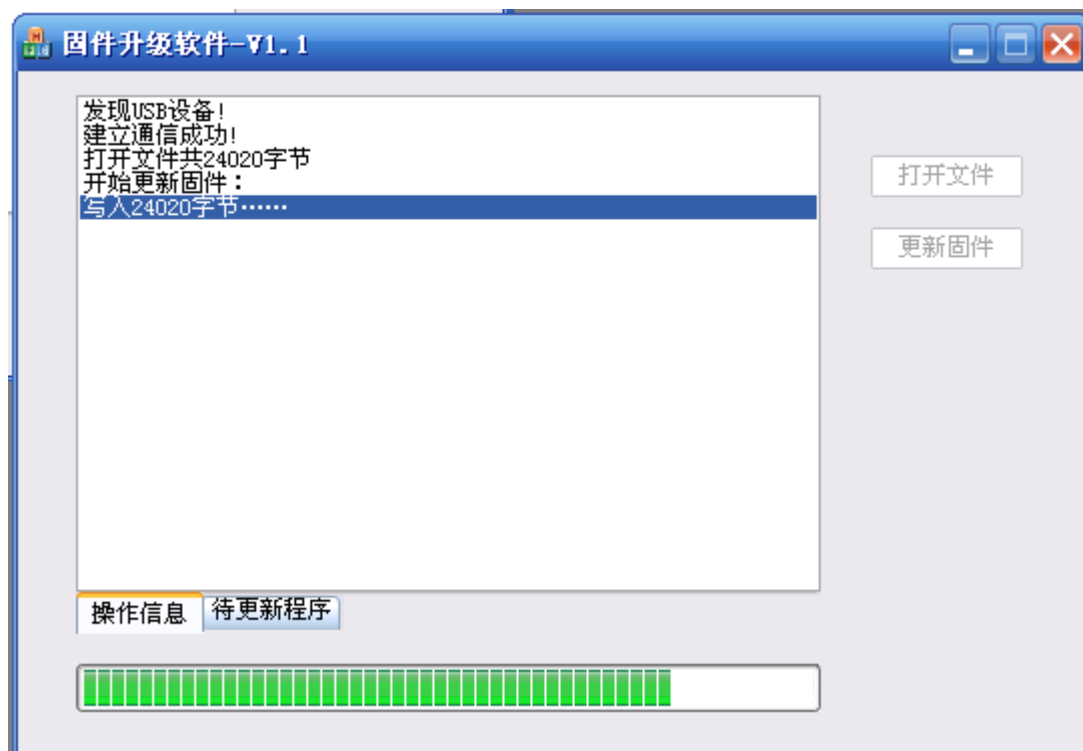 固件升级软件-V1.1
发现USB设备!
建立通信成功!
打开文件共24020字节
开始更新固件：
写入24020字节……
打开文件
更新固件
操作信息
待更新程序